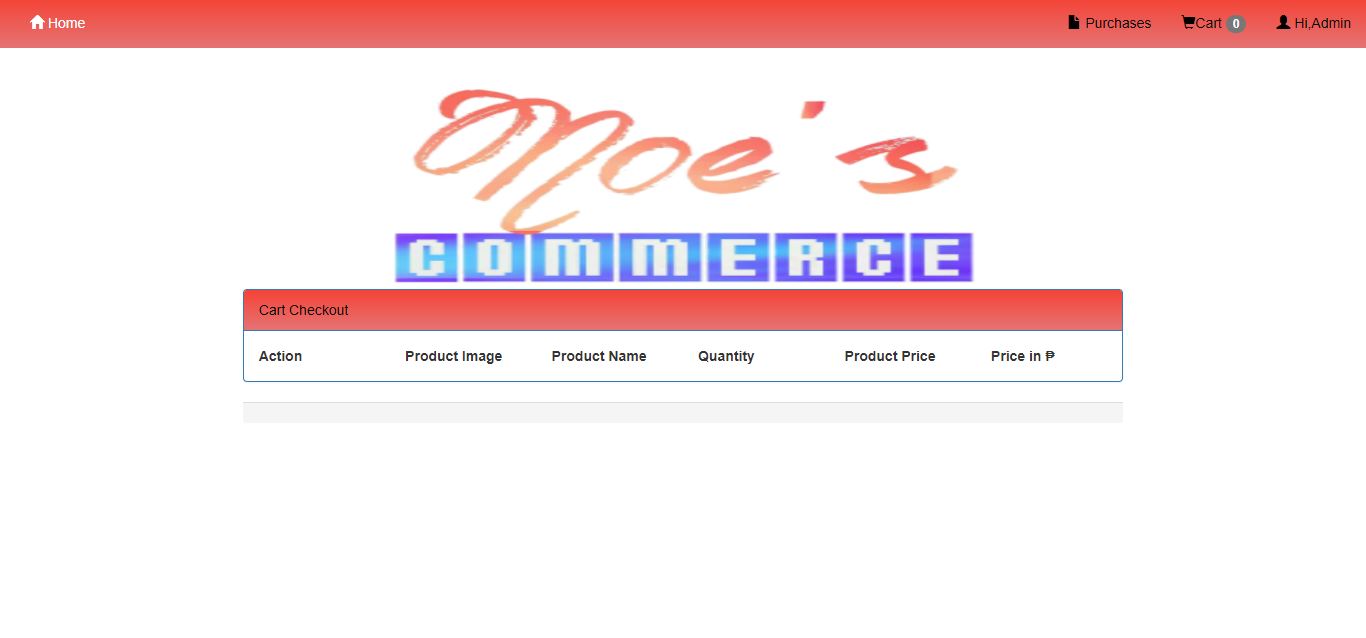 Home
Purchases
Cart 0
Hi,Admin
Moe's
COMMERCE
Cart Checkout
Action Product Image Product Name Quantity Product Price Price in ₱